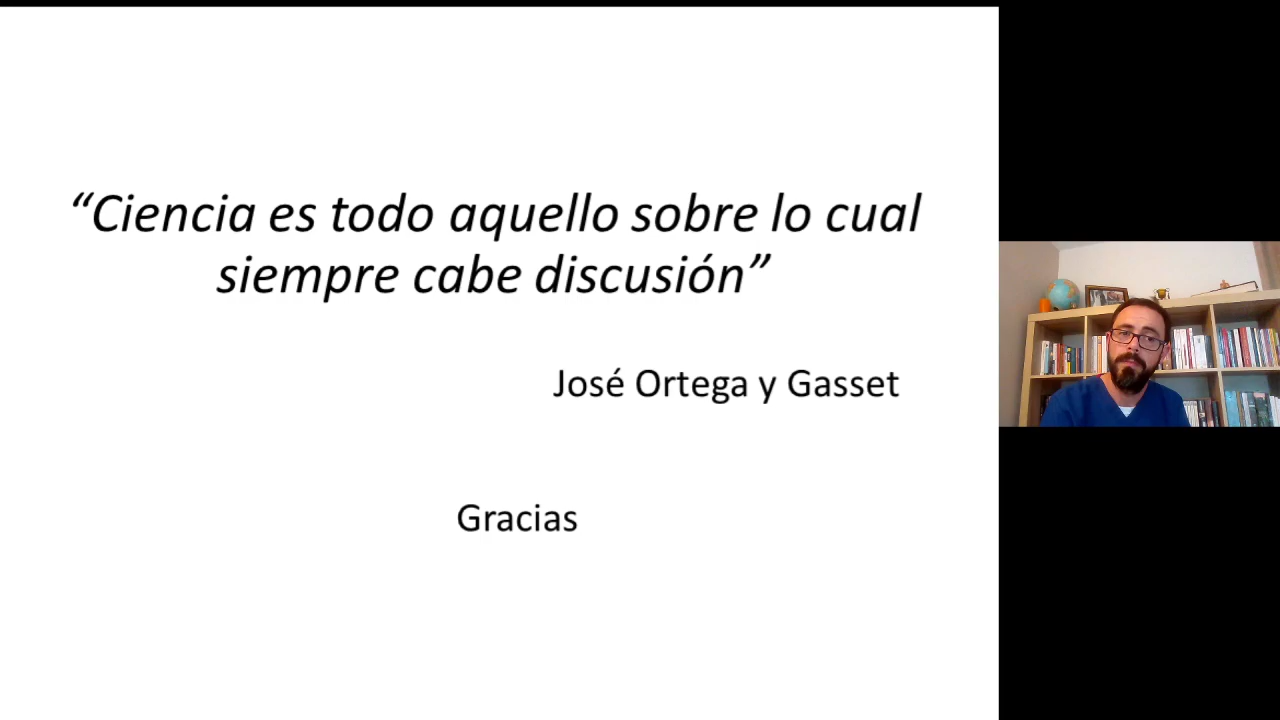 “Ciencia es todo aquello sobre lo cual
siempre cabe discusión”
José Ortega y Gasset
Gracias